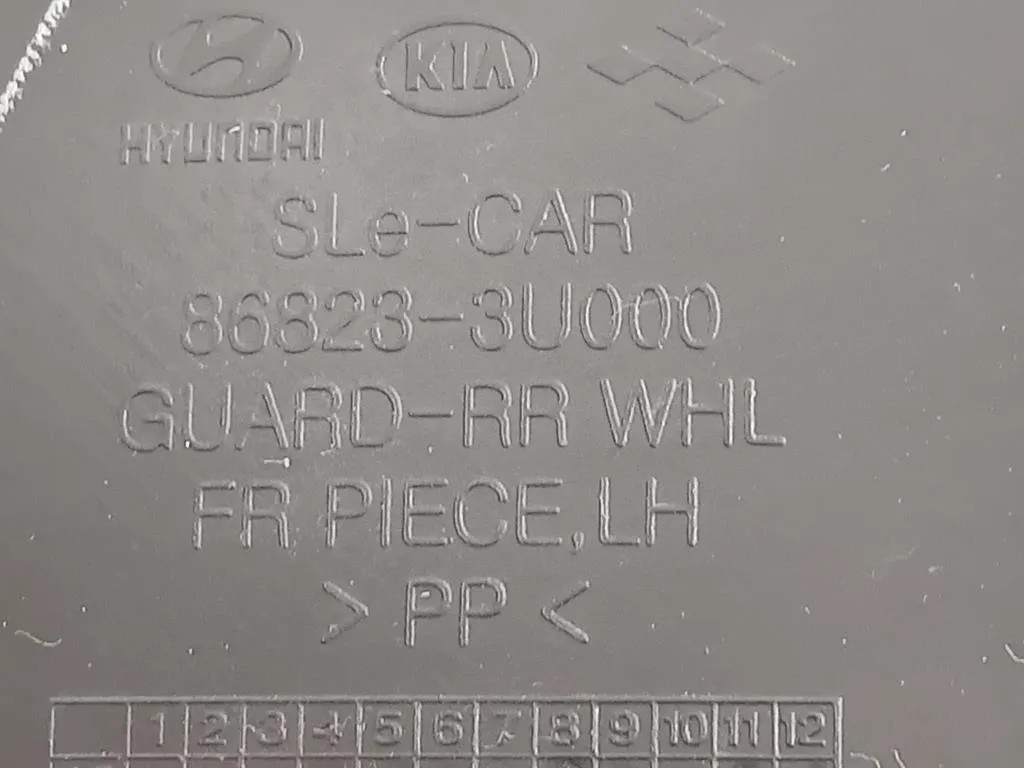 KIA
HYUNDAI
SLe-CAR
86823-3U000
GUARD-RR WHL
FR PIECE,LH
> PP <
1 2 3 4 5 6 7 8 9 10 11 12